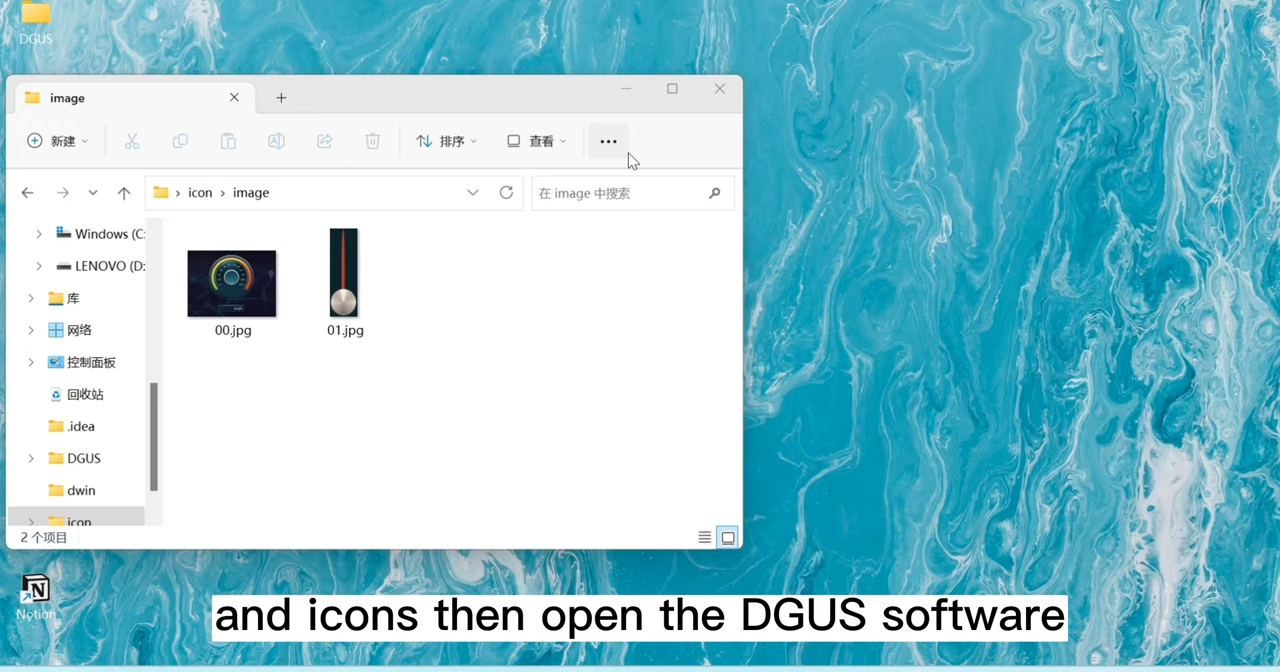 DGUS
image
新建
排序
查看
icon
image
在 image 中搜索
Windows (C:
LENOVO (D:
库
网络
控制面板
回收站
.idea
DGUS
dwin
icon
00.jpg
01.jpg
2 个项目
Notion
and icons then open the DGUS software